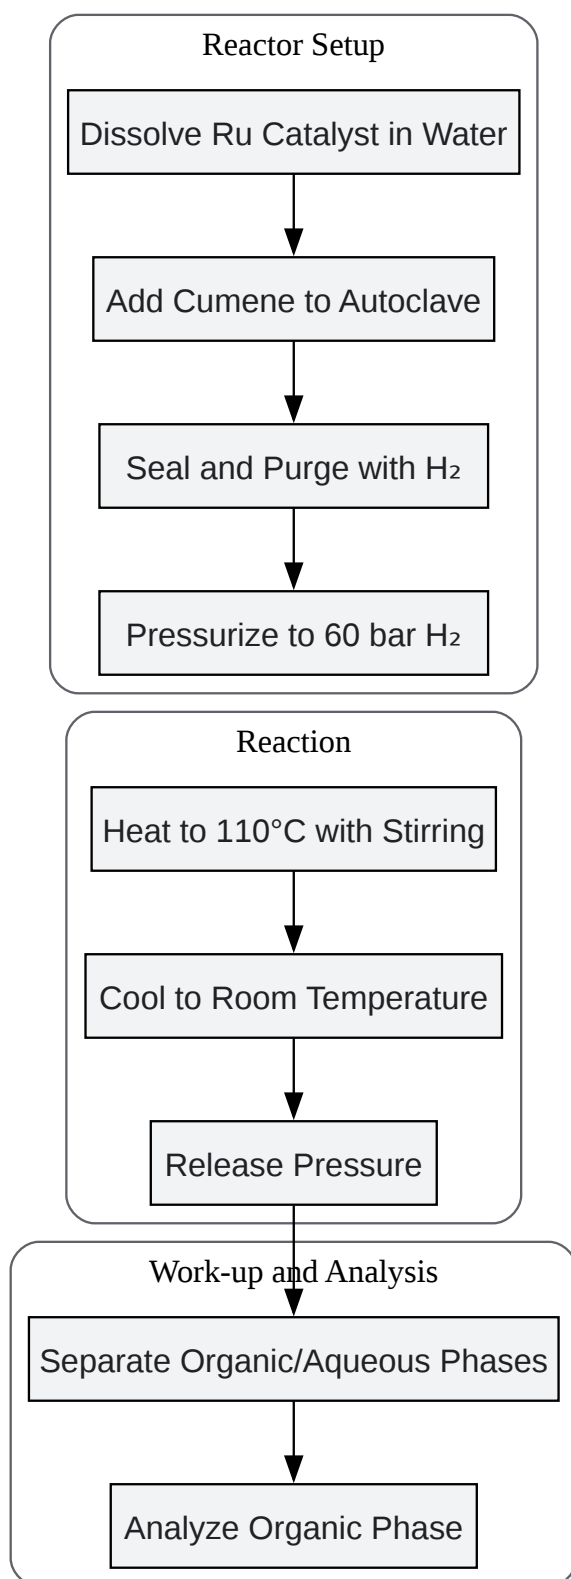 Reactor Setup
Dissolve Ru Catalyst in Water
Add Cumene to Autoclave
Seal and Purge with H₂
Pressurize to 60 bar H₂
Reaction
Heat to 110°C with Stirring
Cool to Room Temperature
Release Pressure
Work-up and Analysis
Separate Organic/Aqueous Phases
Analyze Organic Phase